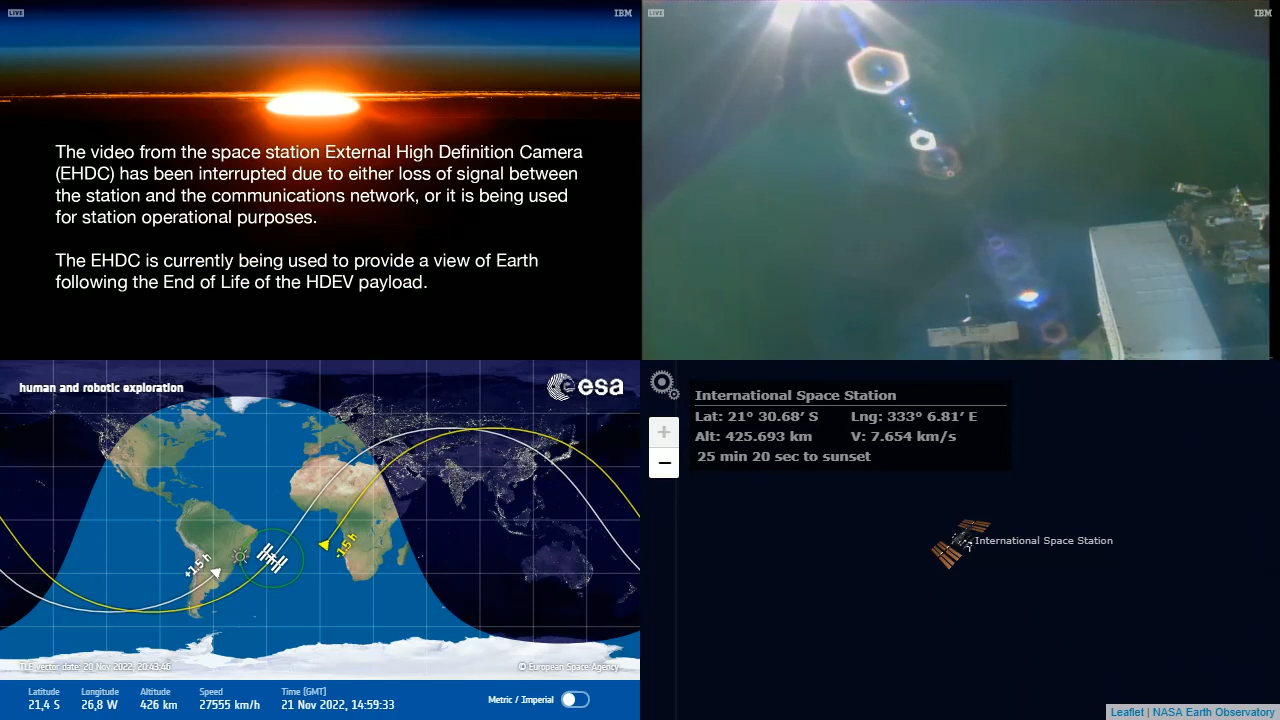 LIVE
IBM
The video from the space station External High Definition Camera
(EHDC) has been interrupted due to either loss of signal between
the station and the communications network, or it is being used
for station operational purposes.
The EHDC is currently being used to provide a view of Earth
following the End of Life of the HDEV payload.
LIVE
IBM
human and robotic exploration
esa
+1.5 h
-1.5 h
TLE vector date: 20 Nov 2022, 20:43:46
© European Space Agency
Latitude Longitude Altitude Speed Time (GMT)
21,4 S 26,8 W 426 km 27555 km/h 21 Nov 2022, 14:59:33
Metric / Imperial
+
−
International Space Station
Lat: 21° 30.68′ S Lng: 333° 6.81′ E
Alt: 425.693 km V: 7.654 km/s
25 min 20 sec to sunset
International Space Station
Leaflet | NASA Earth Observatory